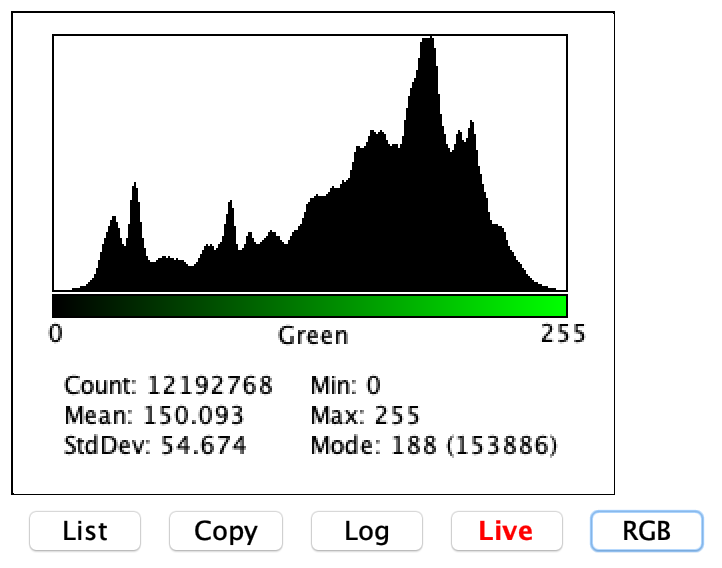 0 Green 255
Count: 12192768 Min: 0
Mean: 150.093 Max: 255
StdDev: 54.674 Mode: 188 (153886)
List Copy Log Live RGB